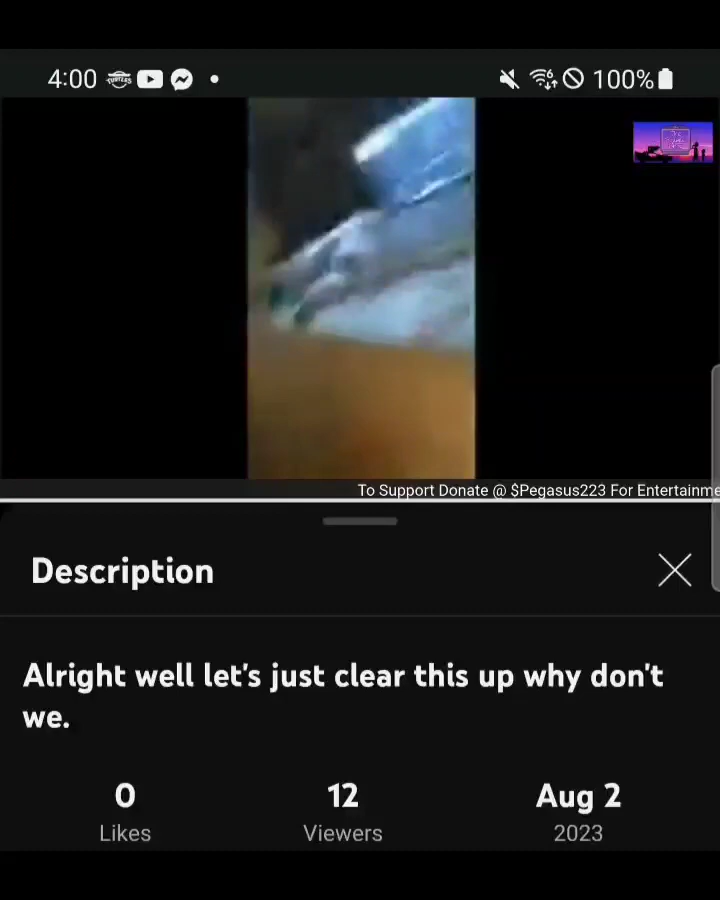 4:00
100%
To Support Donate @ $Pegasus223 For Entertainme
Description
Alright well let's just clear this up why don't
we.
0 12 Aug 2
Likes Viewers 2023